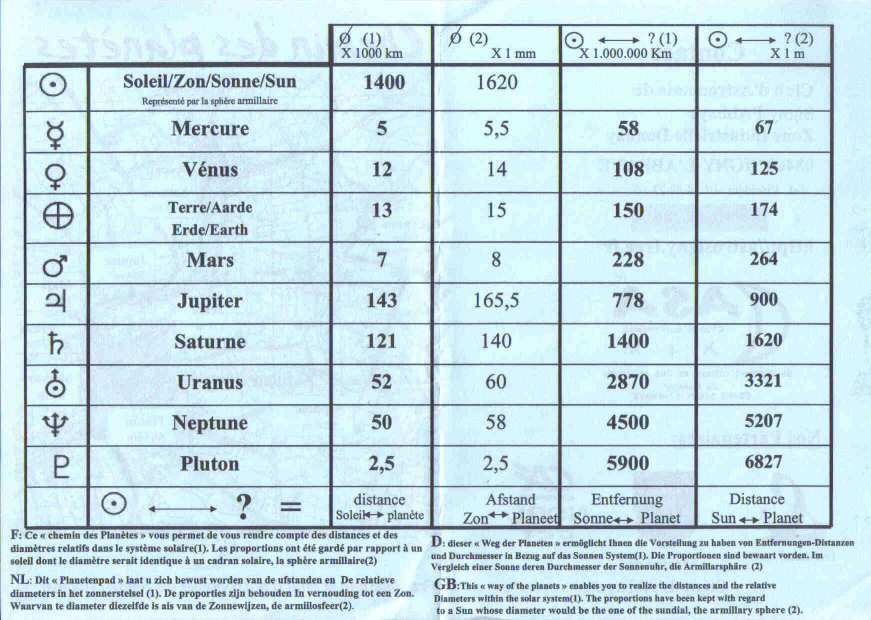 Ø (1) X 1000 km Ø (2) X 1 mm ☉ ⟷ ? (1) X 1.000.000 Km ☉ ⟷ ? (2) X 1 m
☉ Soleil/Zon/Sonne/Sun 1400 1620
Représenté par la sphère armillaire
☿ Mercure 5 5,5 58 67
♀ Vénus 12 14 108 125
⊕ Terre/Aarde 13 15 150 174
Erde/Earth
♂ Mars 7 8 228 264
♃ Jupiter 143 165,5 778 900
♄ Saturne 121 140 1400 1620
⛢ Uranus 52 60 2870 3321
♆ Neptune 50 58 4500 5207
♇ Pluton 2,5 2,5 5900 6827
☉ ⟷ ? = distance Afstand Entfernung Distance
Soleil↔ planète Zon↔ Planeet Sonne↔ Planet Sun ↔ Planet
F: Ce « chemin des Planètes » vous permet de vous rendre compte des distances et des
diamètres relatifs dans le système solaire(1). Les proportions ont été gardé par rapport à un
soleil dont le diamètre serait identique à un cadran solaire, la sphère armillaire(2)
NL: Dit « Planetenpad » laat u zich bewust worden van de ufstanden en De relatieve
diameters in het zonnerstelsel (1). De proporties zijn behouden In vernouding tot een Zon.
Waarvan te diameter diezelfde is ais van de Zonnewijzen, de armilosfeer(2).
D: dieser « Weg der Planeten » ermöglicht Ihnen die Vorstellung zu haben von Entfernungen-Distanzen
und Durchmesser in Bezug auf das Sonnen System(1). Die Proportionen sind bewaart vorden. Im
Vergleich einer Sonne deren Durchmesser der Sonnenuhr, die Armillarsphäre (2)
GB:This « way of the planets » enables you to realize the distances and the relative
Diameters within the solar system(1). The proportions have been kept with regard
to a Sun whose diameter would be the one of the sundial, the armillary sphere (2).